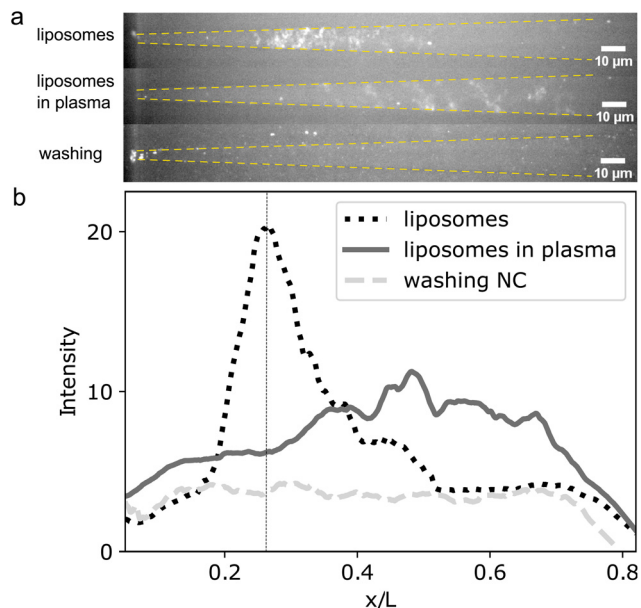 a
liposomes
10 μm
liposomes
in plasma
10 μm
washing
10 μm
b
20
10
0
Intensity
liposomes
liposomes in plasma
washing NC
0.2
0.4
0.6
0.8
x/L